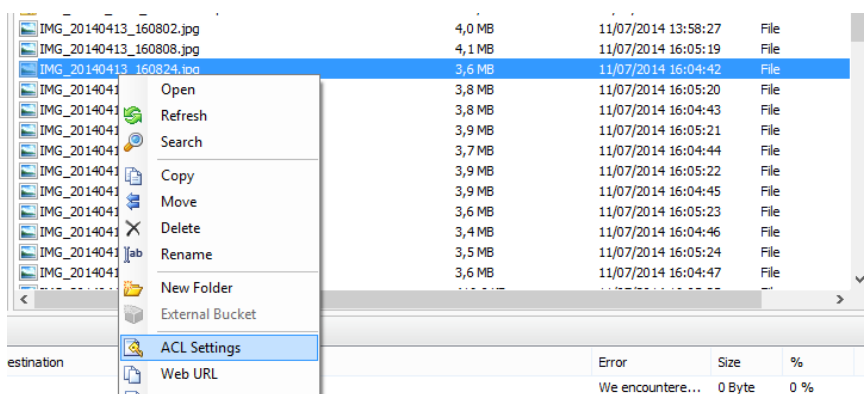 IMG_20140413_160802.jpg 4,0 MB 11/07/2014 13:58:27 File
IMG_20140413_160808.jpg 4,1 MB 11/07/2014 16:05:19 File
IMG_20140413_160824.jpg 3,6 MB 11/07/2014 16:04:42 File
IMG_2014041 Open 3,8 MB 11/07/2014 16:05:20 File
IMG_2014041 Refresh 3,8 MB 11/07/2014 16:04:43 File
IMG_2014041 Search 3,9 MB 11/07/2014 16:05:21 File
IMG_2014041 3,7 MB 11/07/2014 16:04:44 File
IMG_2014041 Copy 3,9 MB 11/07/2014 16:05:22 File
IMG_2014041 Move 3,9 MB 11/07/2014 16:04:45 File
IMG_2014041 3,6 MB 11/07/2014 16:05:23 File
IMG_2014041 Delete 3,4 MB 11/07/2014 16:04:46 File
IMG_2014041 Rename 3,5 MB 11/07/2014 16:05:24 File
IMG_2014041 3,6 MB 11/07/2014 16:04:47 File
New Folder
External Bucket
ACL Settings
estination Error Size %
Web URL
We encountere... 0 Byte 0 %